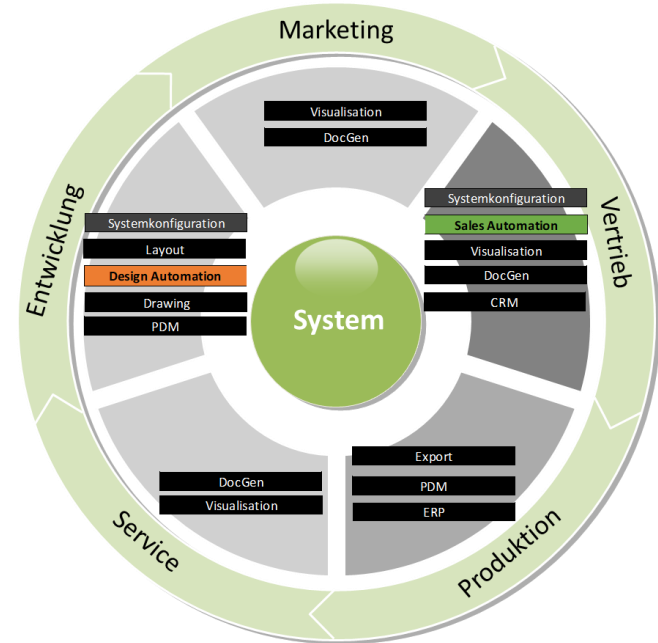 Marketing
Visualisation
DocGen
Vertrieb
Systemkonfiguration
Sales Automation
Visualisation
DocGen
CRM
Produktion
Export
PDM
ERP
Service
DocGen
Visualisation
Entwicklung
Systemkonfiguration
Layout
Design Automation
Drawing
PDM
System